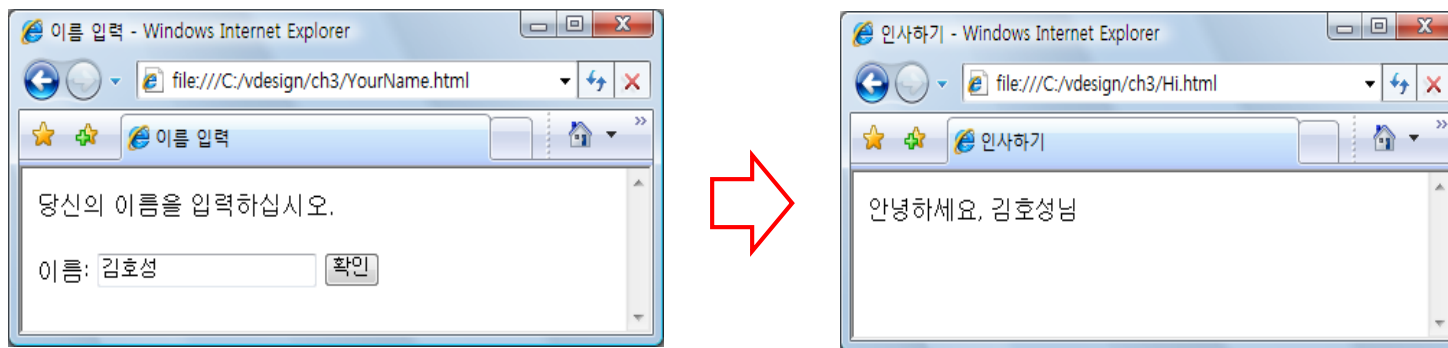 이름 입력 - Windows Internet Explorer
file:///C:/vdesign/ch3/YourName.html
이름 입력
당신의 이름을 입력하십시오.
이름: 김호성 확인
인사하기 - Windows Internet Explorer
file:///C:/vdesign/ch3/Hi.html
인사하기
안녕하세요, 김호성님